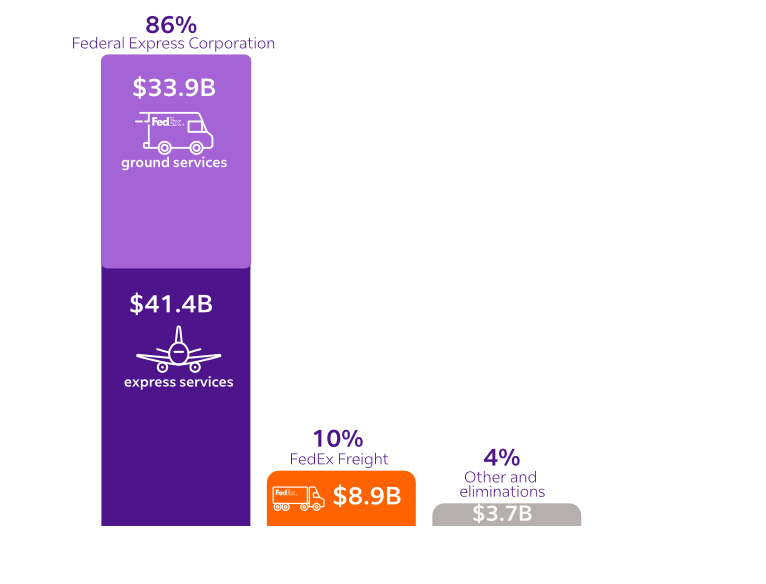 86%
Federal Express Corporation
$33.9B
FedEx.
ground services
$41.4B
express services
10%
FedEx Freight
FedEx.
$8.9B
4%
Other and
eliminations
$3.7B